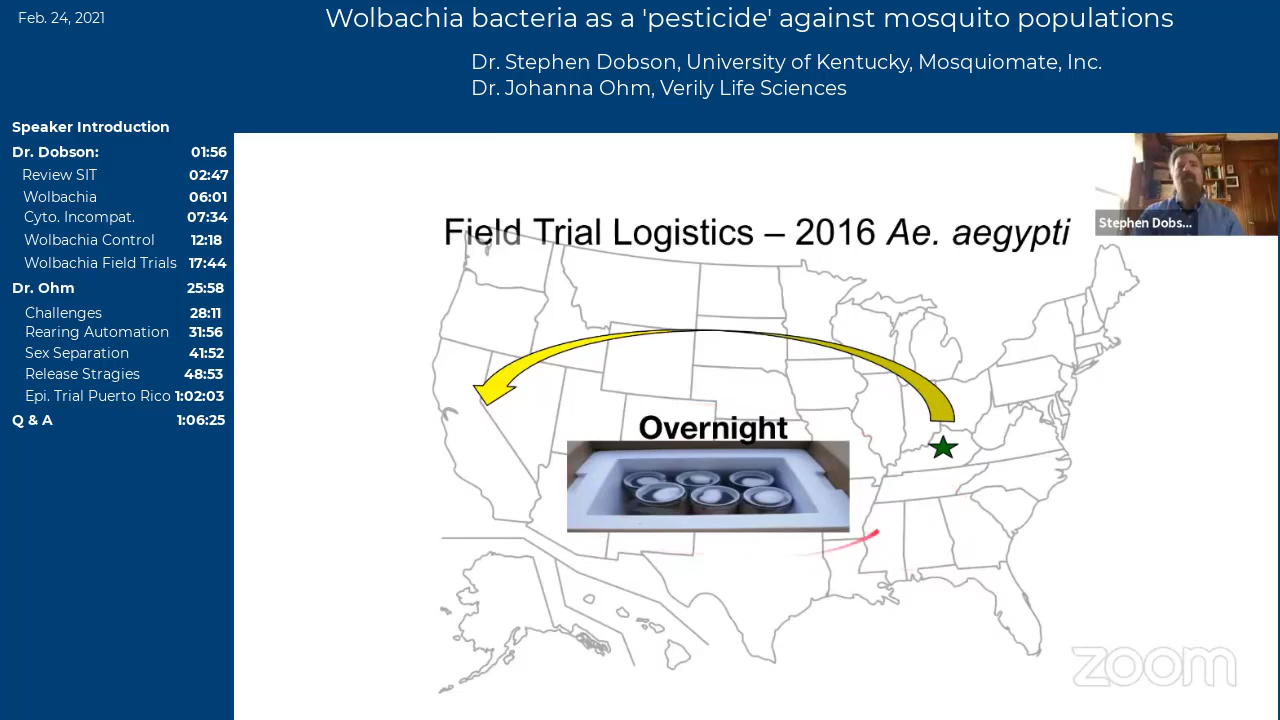 Feb. 24, 2021
Wolbachia bacteria as a 'pesticide' against mosquito populations
Dr. Stephen Dobson, University of Kentucky, Mosquiomate, Inc.
Dr. Johanna Ohm, Verily Life Sciences
Speaker Introduction
Dr. Dobson: 01:56
Review SIT 02:47
Wolbachia 06:01
Cyto. Incompat. 07:34
Wolbachia Control 12:18
Wolbachia Field Trials 17:44
Dr. Ohm 25:58
Challenges 28:11
Rearing Automation 31:56
Sex Separation 41:52
Release Stragies 48:53
Epi. Trial Puerto Rico 1:02:03
Q & A 1:06:25
Stephen Dobs...
Field Trial Logistics – 2016 Ae. aegypti
Overnight
zoom